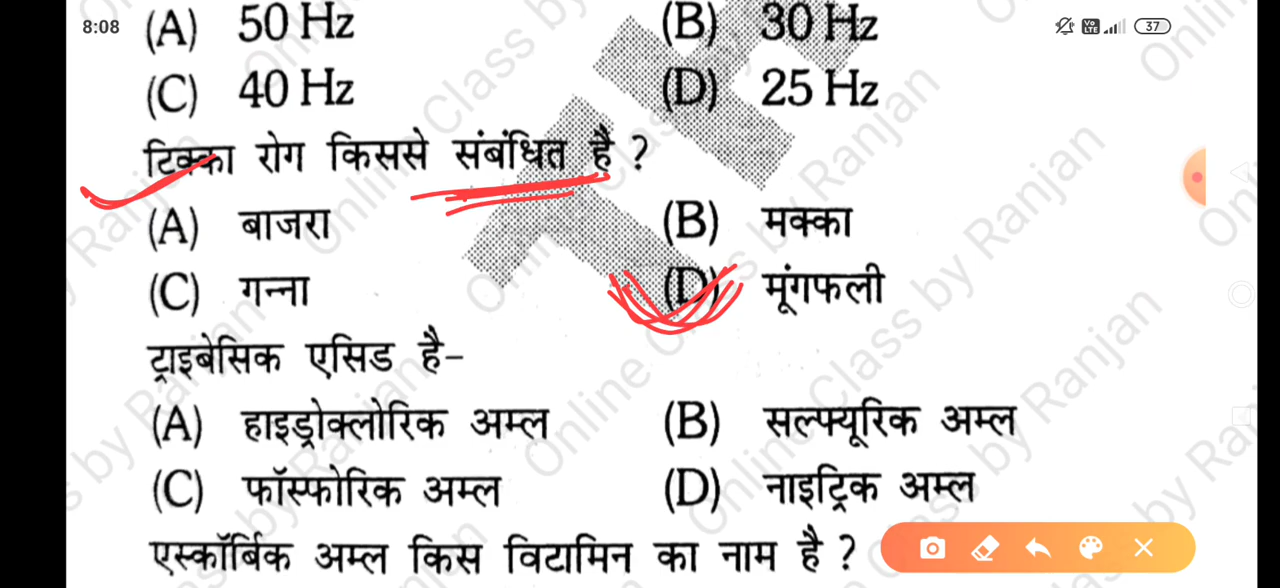 8:08
(A) 50 Hz (B) 30 Hz
37
(C) 40 Hz (D) 25 Hz
टिक्का रोग किससे संबंधित है ?
(A) बाजरा (B) मक्का
(C) गन्ना (D) मूंगफली
ट्राइबेसिक एसिड है–
(A) हाइड्रोक्लोरिक अम्ल (B) सल्फ्यूरिक अम्ल
(C) फॉस्फोरिक अम्ल (D) नाइट्रिक अम्ल
एस्कॉर्बिक अम्ल किस विटामिन का नाम है ?
Online Class by Ranjan